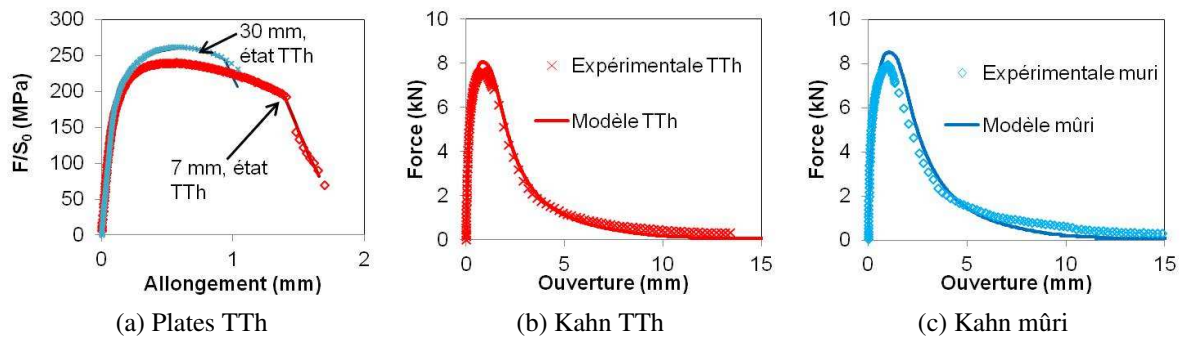 300
250
200
150
100
50
0
F/S0 (MPa)
30 mm,
état TTh
7 mm, état
TTh
0 1 2
Allongement (mm)
(a) Plates TTh
10
8
6
4
2
0
Force (kN)
Expérimentale TTh
Modèle TTh
0 5 10 15
Ouverture (mm)
(b) Kahn TTh
10
8
6
4
2
0
Force (kN)
Expérimentale muri
Modèle mûri
0 5 10 15
Ouverture (mm)
(c) Kahn mûri